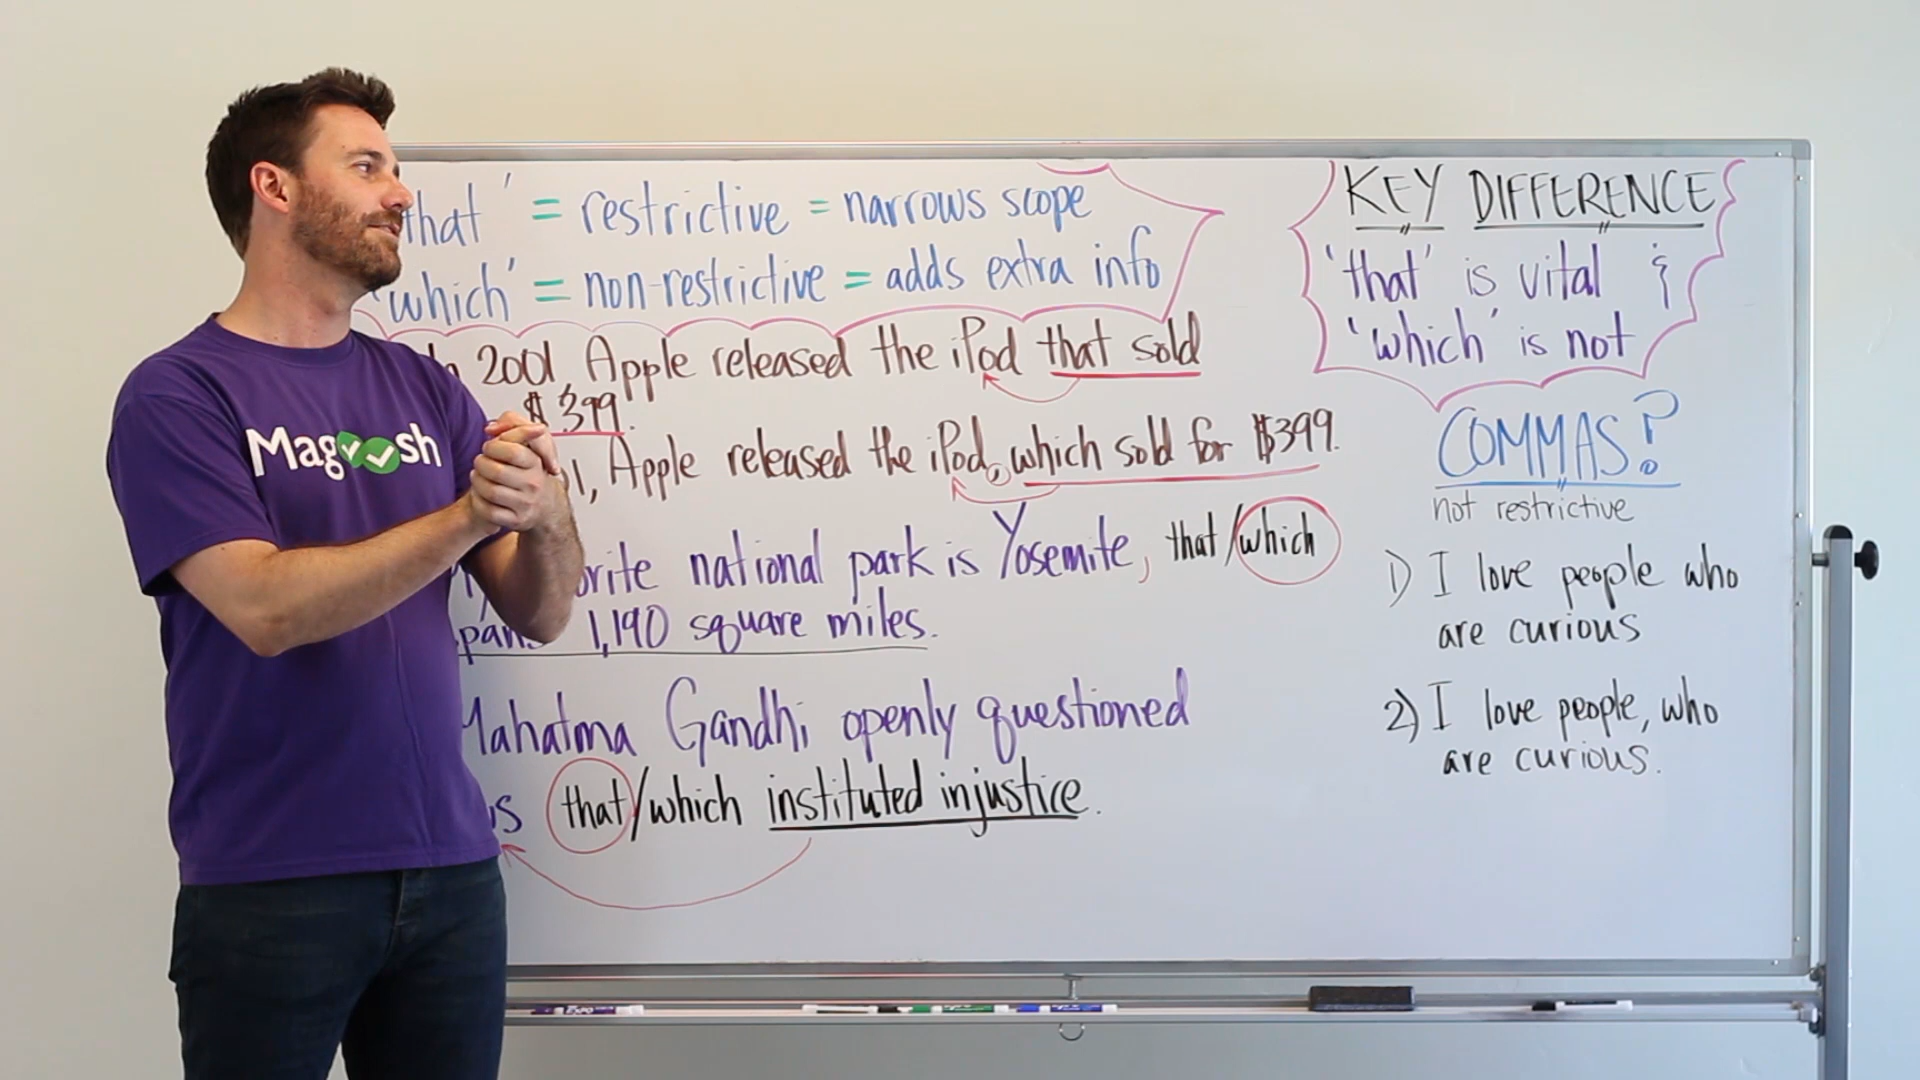 Magoosh
that' = restrictive = narrows scope
'which' = non-restrictive = adds extra info
2001, Apple released the iPod that sold
$399.
Apple released the iPod, which sold for $399.
national park is Yosemite, that/which
1,190 square miles.
Mahatma Gandhi openly questioned
that/which instituted injustice.
KEY DIFFERENCE
'that' is vital &
'which' is not
COMMAS?
not restrictive
1) I love people who
are curious
2) I love people, who
are curious.
EXPO